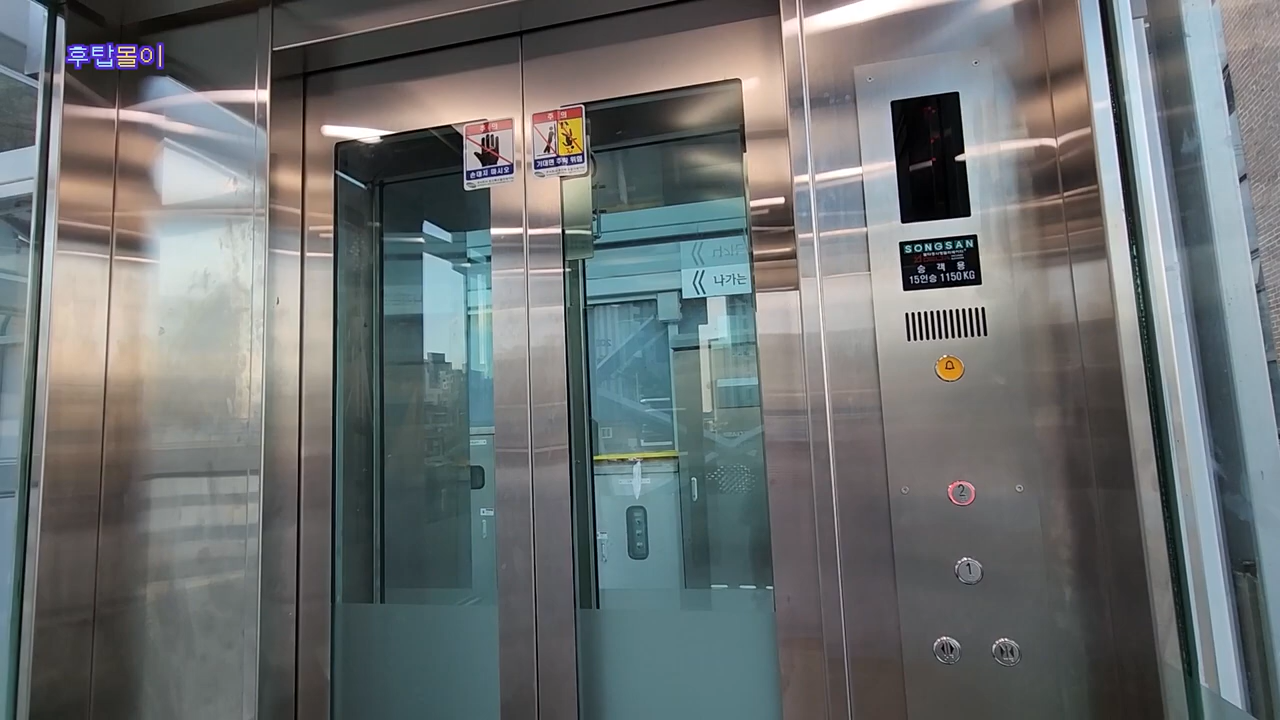 후탑몰이
주 의
손대지 마시오
주 의
기대면 추락 위험
나가는
SONGSAN
승 객 용
15인승 1150KG
2
1